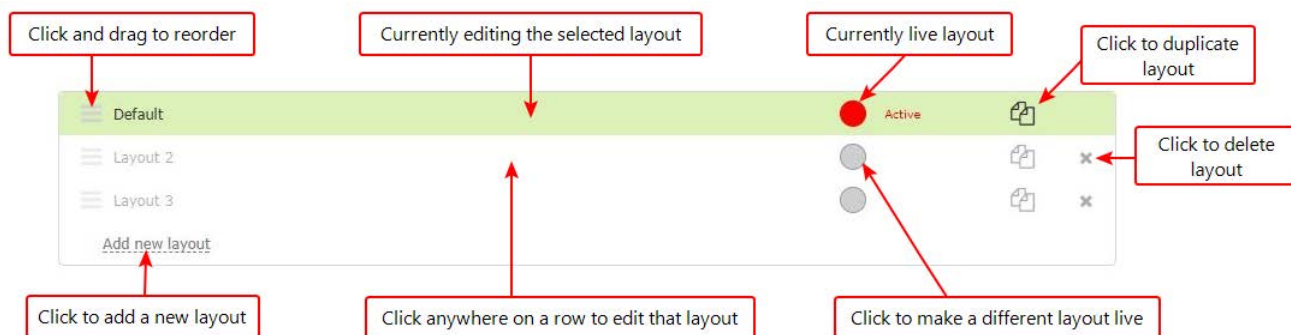 Click and drag to reorder
Currently editing the selected layout
Currently live layout
Click to duplicate
layout
Default
Active
Layout 2
Click to delete
layout
Layout 3
Add new layout
Click to add a new layout
Click anywhere on a row to edit that layout
Click to make a different layout live